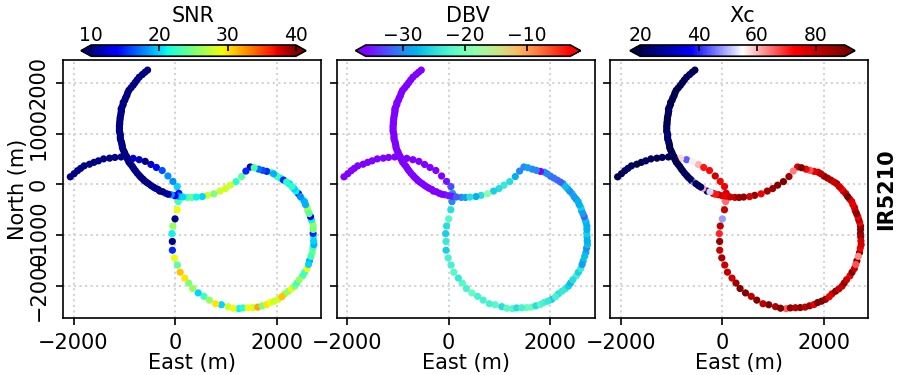 SNR DBV Xc
10 20 30 40 −30 −20 −10 20 40 60 80
2000
1000
0
−1000
−2000
North (m)
IR5210
−2000 0 2000 −2000 0 2000 −2000 0 2000
East (m) East (m) East (m)